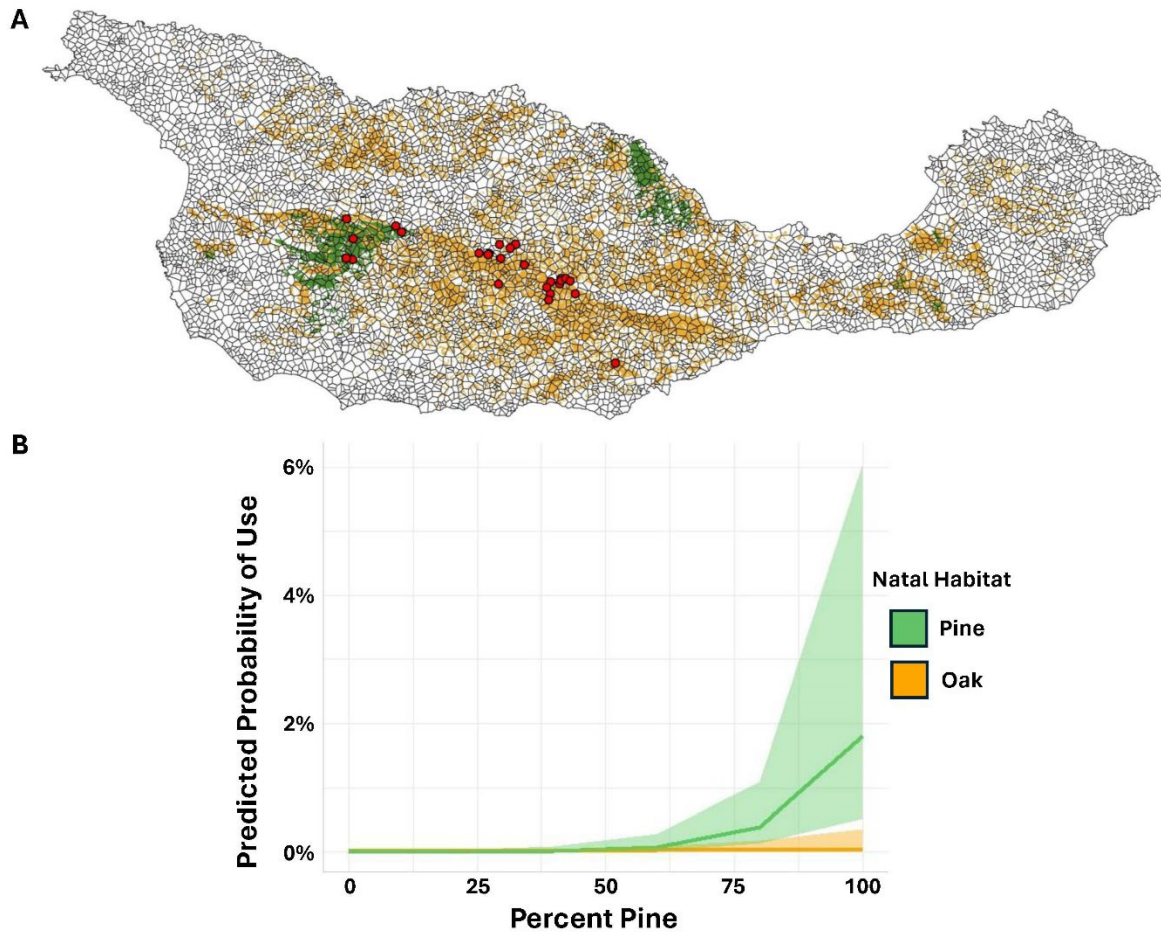 A
B
6%
4%
2%
0%
Predicted Probability of Use
0 25 50 75 100
Percent Pine
Natal Habitat
Pine
Oak